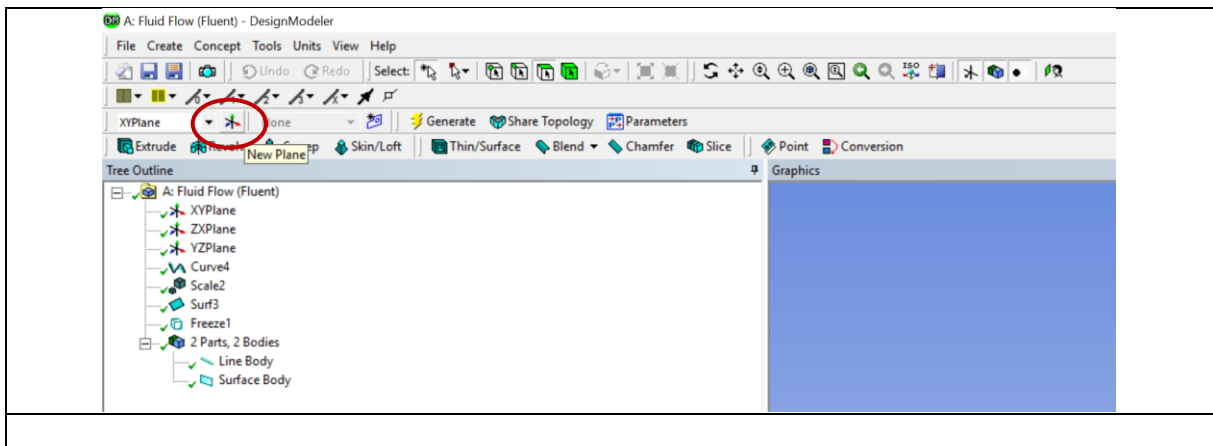 A: Fluid Flow (Fluent) - DesignModeler
File Create Concept Tools Units View Help
Undo Redo Select:
XYPlane None Generate Share Topology Parameters
Extrude Skin/Loft Thin/Surface Blend Chamfer Slice Point Conversion
New Plane
Tree Outline Graphics
A: Fluid Flow (Fluent)
XYPlane
ZXPlane
YZPlane
Curve4
Scale2
Surf3
Freeze1
2 Parts, 2 Bodies
Line Body
Surface Body